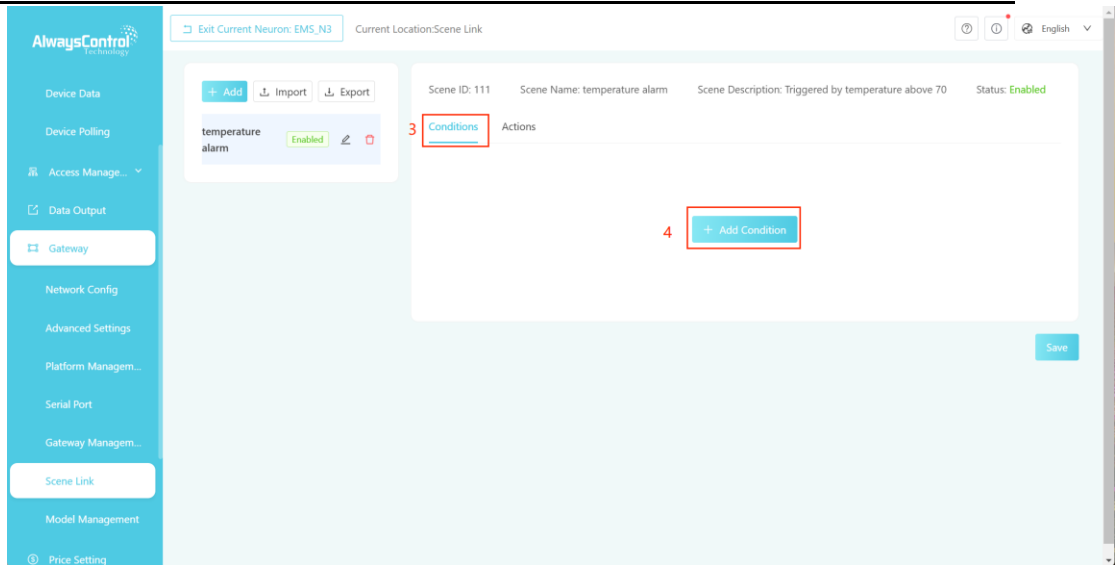 AlwaysControl
Technology
Exit Current Neuron: EMS_N3
Current Location:Scene Link
English
Device Data
Device Polling
Access Manage...
Data Output
Gateway
Network Config
Advanced Settings
Platform Managem...
Serial Port
Gateway Managem...
Scene Link
Model Management
Price Setting
+ Add
Import
Export
temperature
alarm
Enabled
Scene ID: 111
Scene Name: temperature alarm
Scene Description: Triggered by temperature above 70
Status: Enabled
3
Conditions
Actions
4
+ Add Condition
Save